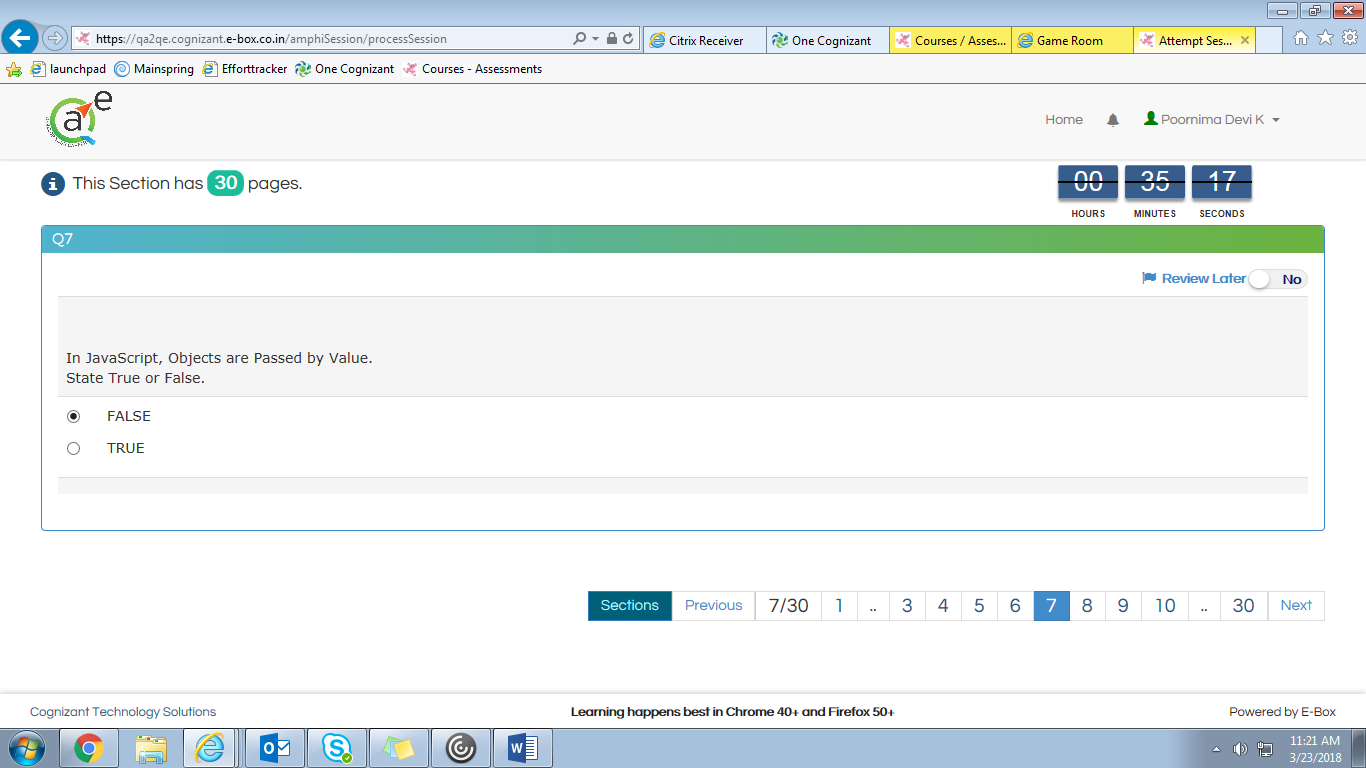 https://qa2qe.cognizant.e-box.co.in/amphiSession/processSession
Citrix Receiver
One Cognizant
Courses / Asses...
Game Room
Attempt Ses...
launchpad
Mainspring
Efforttracker
One Cognizant
Courses - Assessments
a e
Home
Poornima Devi K
This Section has 30 pages.
00 35 17
HOURS MINUTES SECONDS
Q7
Review Later No
In JavaScript, Objects are Passed by Value.
State True or False.
FALSE
TRUE
Sections Previous 7/30 1 .. 3 4 5 6 7 8 9 10 .. 30 Next
Cognizant Technology Solutions
Learning happens best in Chrome 40+ and Firefox 50+
Powered by E-Box
11:21 AM
3/23/2018